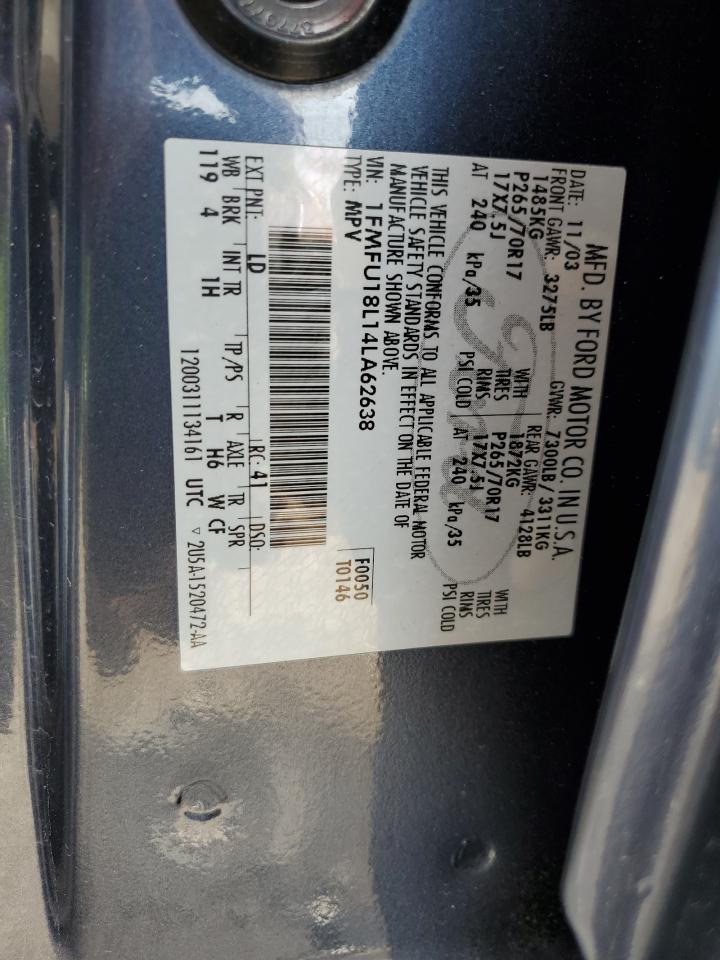 MFD. BY FORD MOTOR CO. IN U.S.A.
DATE: 11/03 GVWR: 7300LB/3311KG
FRONT GAWR: 3275LB REAR GAWR: 4128LB
1485KG WITH 1872KG WITH
P265/70R17 TIRES P265/70R17 TIRES
17X7.5J RIMS 17X7.5J RIMS
AT 240 kPa/35 PSI COLD AT 240 kPa/35 PSI COLD
THIS VEHICLE CONFORMS TO ALL APPLICABLE FEDERAL MOTOR
VEHICLE SAFETY STANDARDS IN EFFECT ON THE DATE OF
MANUFACTURE SHOWN ABOVE.
VIN: 1FMFU18L14LA62638 F0050
TYPE: MPV T0146
EXT PNT: LD RC: 41 DSO:
WB BRK INT TR TP/PS R AXLE TR SPR
119 4 1H T H6 W CF
1200311134161 UTC ▽ 2U5A-1520472-AA
Ford